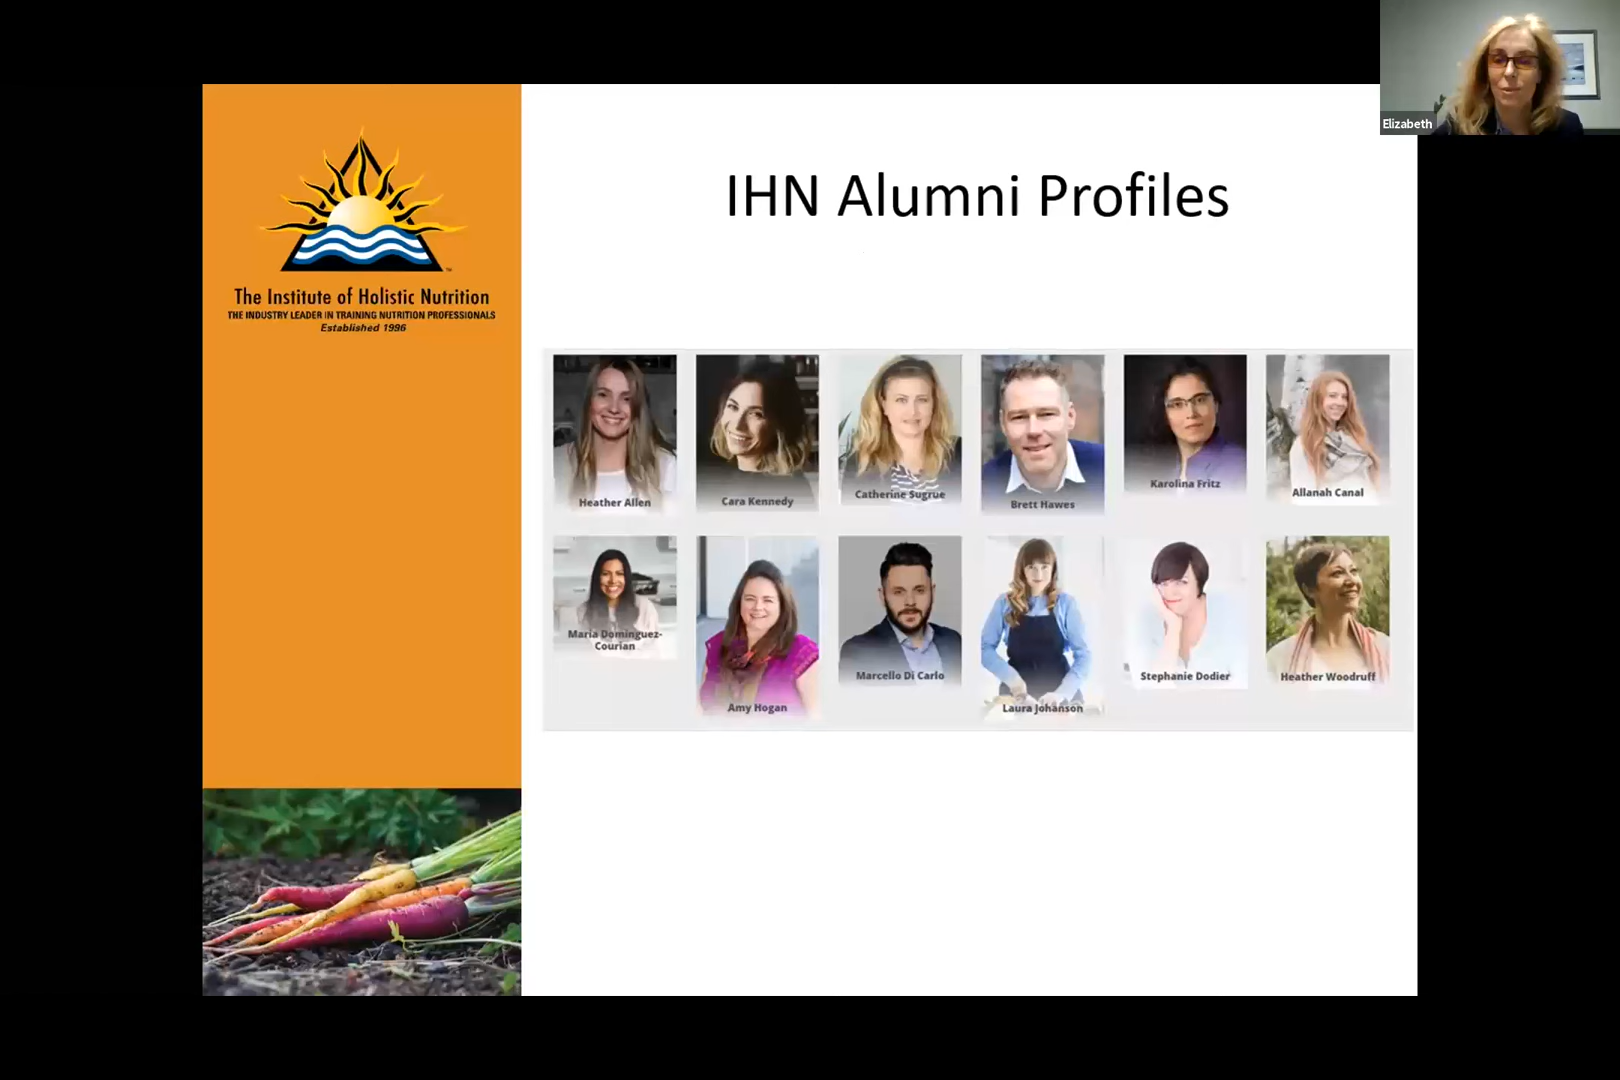 Elizabeth
The Institute of Holistic Nutrition
THE INDUSTRY LEADER IN TRAINING NUTRITION PROFESSIONALS
Established 1996
IHN Alumni Profiles
Heather Allen
Cara Kennedy
Catherine Sugrue
Brett Hawes
Karolina Fritz
Allanah Canal
Maria Dominguez-
Courian
Amy Hogan
Marcello Di Carlo
Laura Johanson
Stephanie Dodier
Heather Woodruff